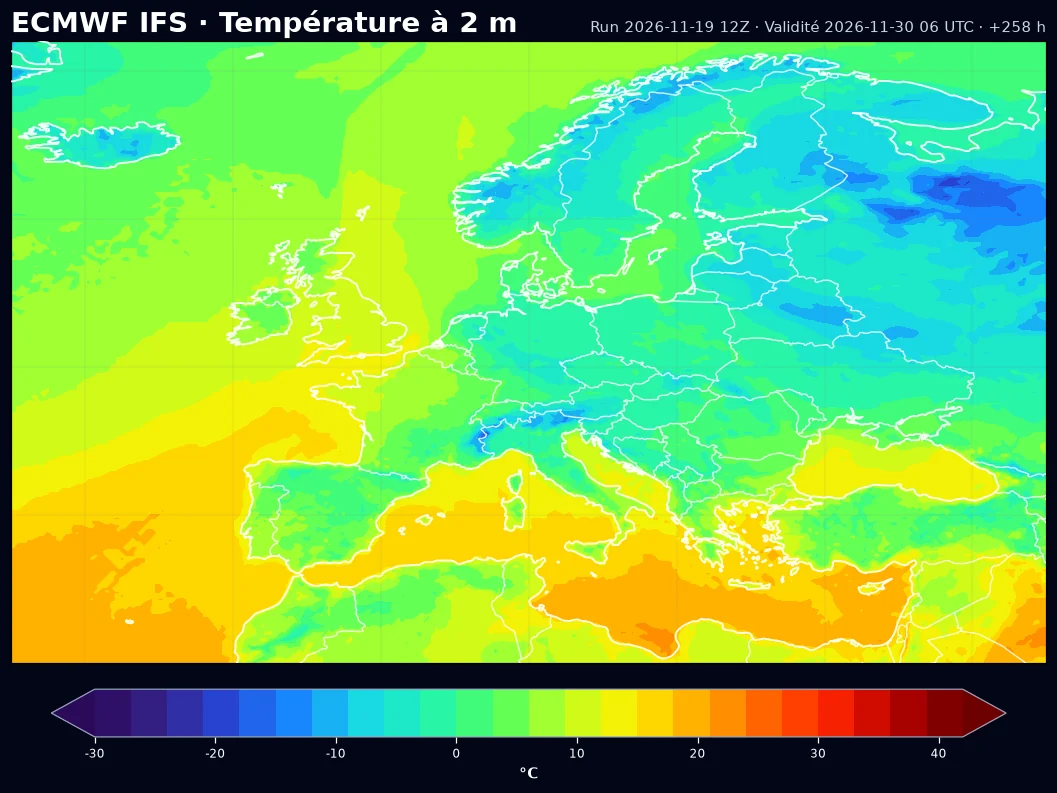 ECMWF IFS · Température à 2 m
Run 2026-11-19 12Z · Validité 2026-11-30 06 UTC · +258 h
-30 -20 -10 0 10 20 30 40
°C